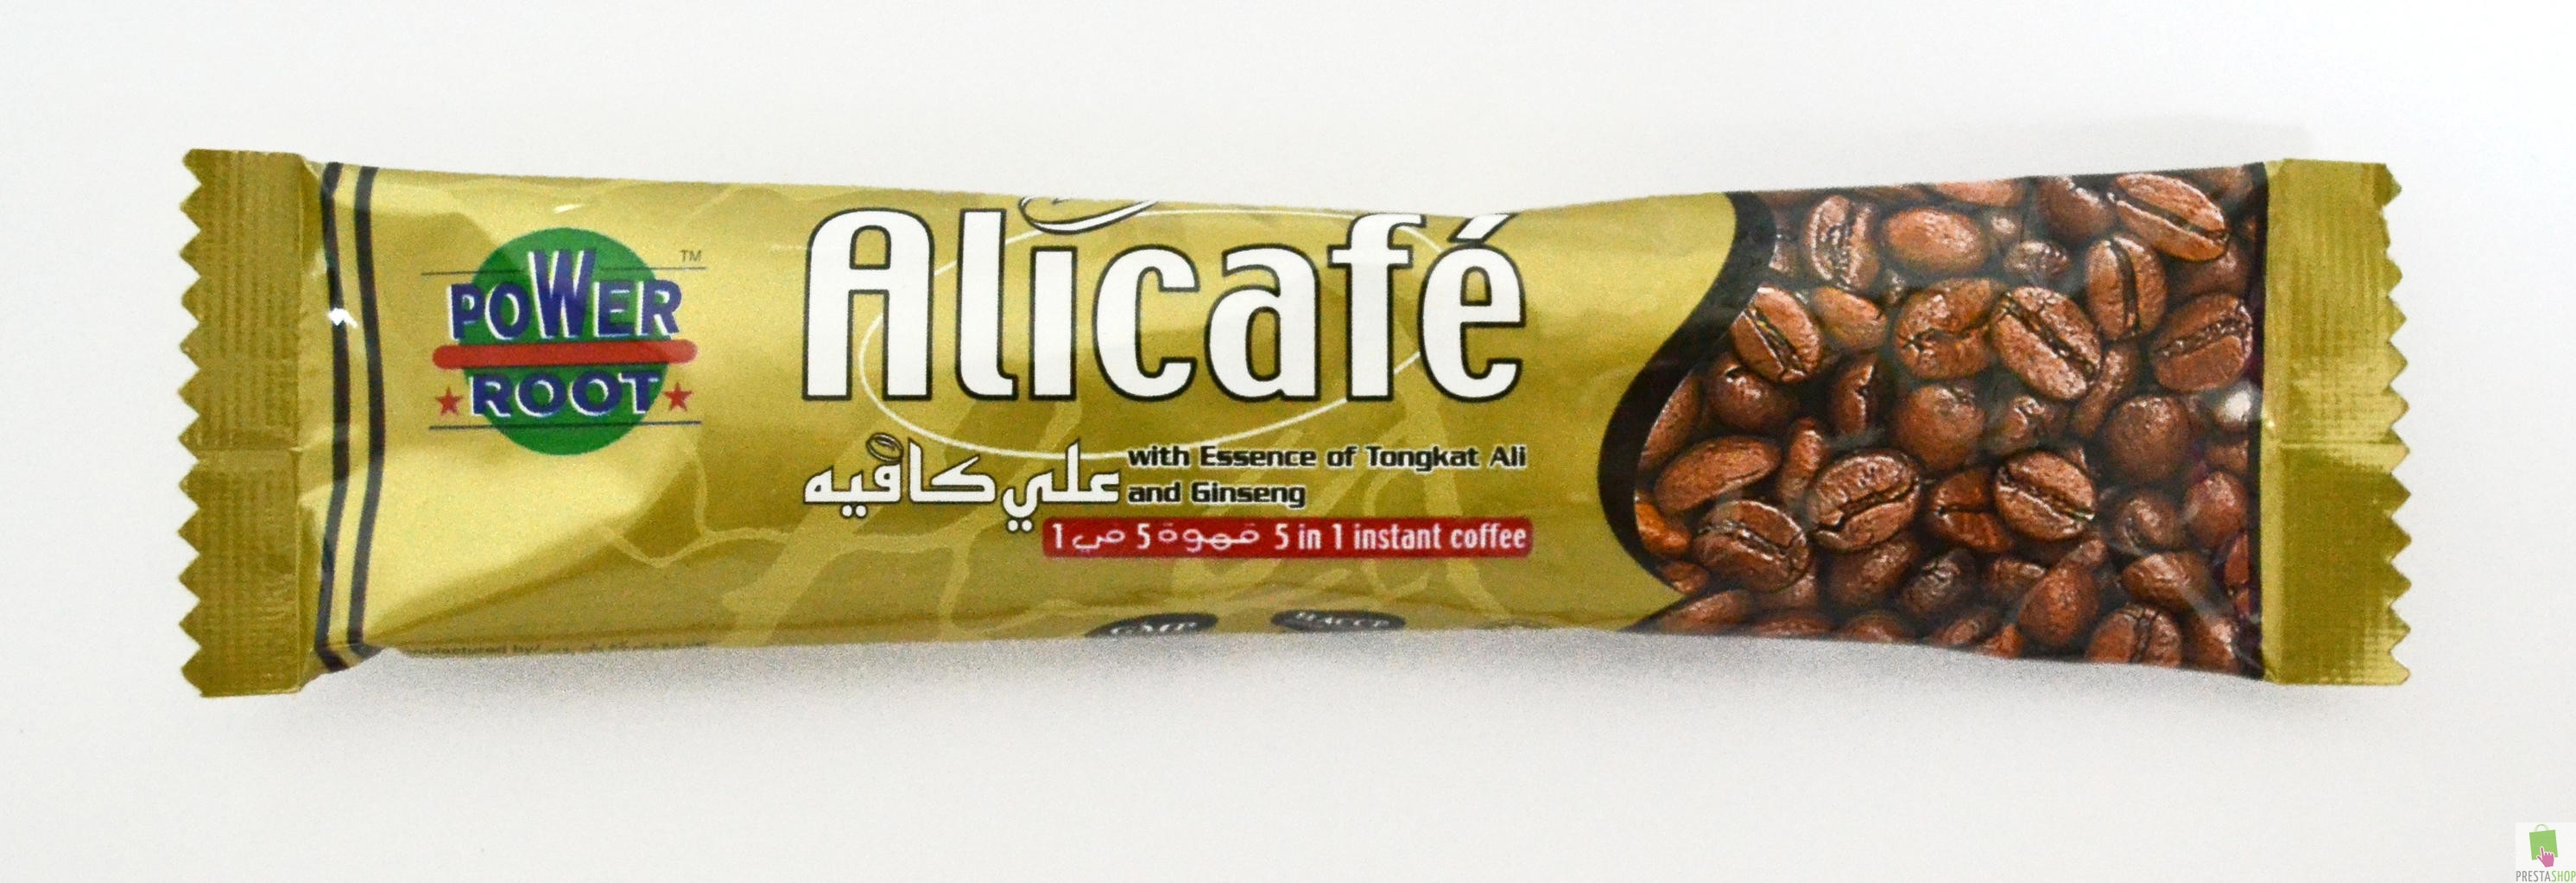 POWER
ROOT
TM
Alicafé
علي كافيه
with Essence of Tongkat Ali
and Ginseng
قهوة 5 في 1 5 in 1 instant coffee
GMP
HACCP
PRESTASHOP